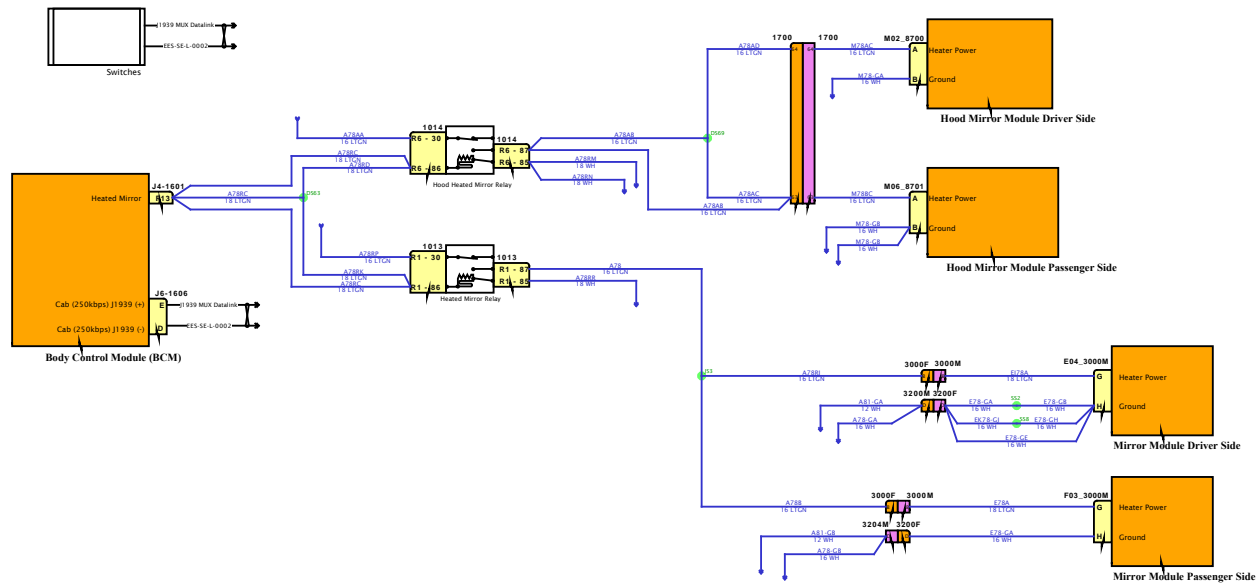 J1939 MUX Datalink
EES-SE-L-0002
Switches
1700 1700
A78AD
16 LTGN
64 64
M78AC
16 LTGN
M02_8700
A Heater Power
M78-GA
16 WH
B Ground
Hood Mirror Module Driver Side
A78AA
16 LTGN
1014
R6 - 30
1014
A78AB
16 LTGN
DS69
A78RC
18 LTGN
A78RD
18 LTGN
R6 - 86
R6 - 87
R6 - 85
A78RM
18 WH
A78RN
18 WH
Hood Heated Mirror Relay
J4-1601
Heated Mirror
F13
A78RC
18 LTGN
DS63
A78AC
16 LTGN
A78AB
16 LTGN
M78BC
16 LTGN
M06_8701
A Heater Power
M78-GB
16 WH
M78-GB
16 WH
B Ground
Hood Mirror Module Passenger Side
A78RP
16 LTGN
1013
R1 - 30
1013
A78RK
18 LTGN
A78RC
18 LTGN
R1 - 86
R1 - 87
R1 - 85
A78
16 LTGN
A78RR
18 WH
Heated Mirror Relay
J6-1606
Cab (250kbps) J1939 (+)
E
J1939 MUX Datalink
Cab (250kbps) J1939 (-)
D
EES-SE-L-0002
Body Control Module (BCM)
JS3
A78RJ
16 LTGN
3000F 3000M
EJ78A
18 LTGN
E04_3000M
G Heater Power
3200M 3200F
A81-GA
12 WH
A78-GA
16 WH
E78-GA
16 WH
SS2
E78-GB
16 WH
EK78-GJ
16 WH
SS8
E78-GH
16 WH
E78-GE
16 WH
H Ground
Mirror Module Driver Side
A78B
16 LTGN
3000F 3000M
E78A
18 LTGN
F03_3000M
G Heater Power
3204M 3200F
A81-GB
12 WH
A78-GB
16 WH
E78-GA
16 WH
H Ground
Mirror Module Passenger Side